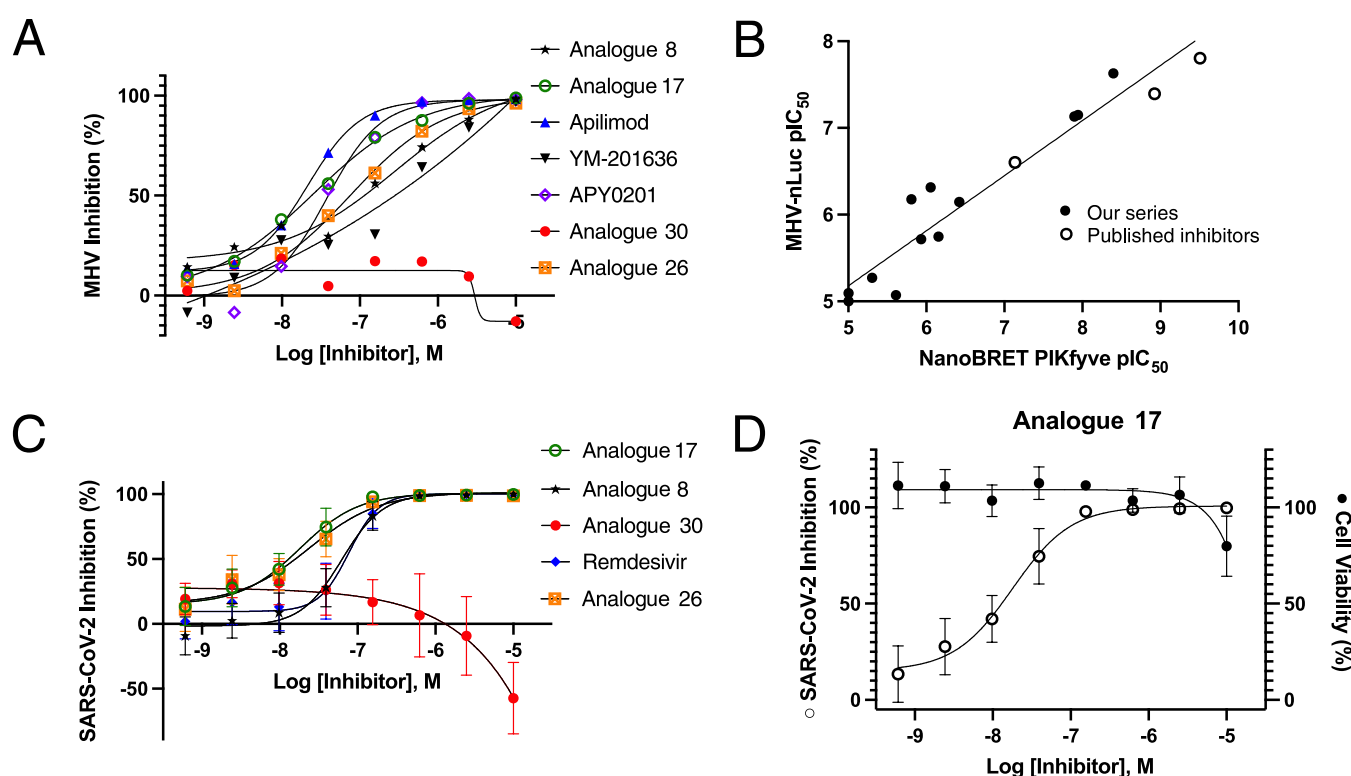 A
MHV Inhibition (%)
100
50
0
-9
-8
-7
-6
-5
Log [Inhibitor], M
Analogue 8
Analogue 17
Apilimod
YM-201636
APY0201
Analogue 30
Analogue 26
B
MHV-nLuc pIC50
8
7
6
5
5
6
7
8
9
10
NanoBRET PIKfyve pIC50
Our series
Published inhibitors
C
SARS-CoV-2 Inhibition (%)
100
50
0
-50
-9
-8
-7
-6
-5
Log [Inhibitor], M
Analogue 17
Analogue 8
Analogue 30
Remdesivir
Analogue 26
D
Analogue 17
SARS-CoV-2 Inhibition (%)
100
50
0
100
50
0
Cell Viability (%)
-9
-8
-7
-6
-5
Log [Inhibitor], M